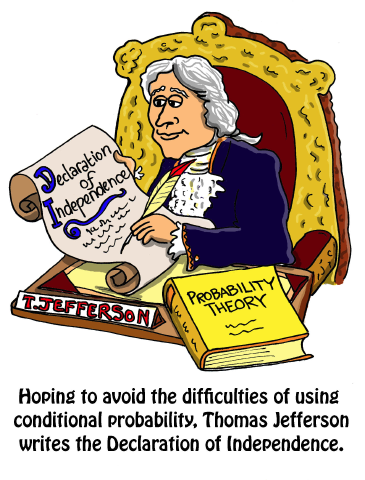 Declaration
of
Independence
T. JEFFERSON
PROBABILITY
THEORY
Hoping to avoid the difficulties of using
conditional probability, Thomas Jefferson
writes the Declaration of Independence.